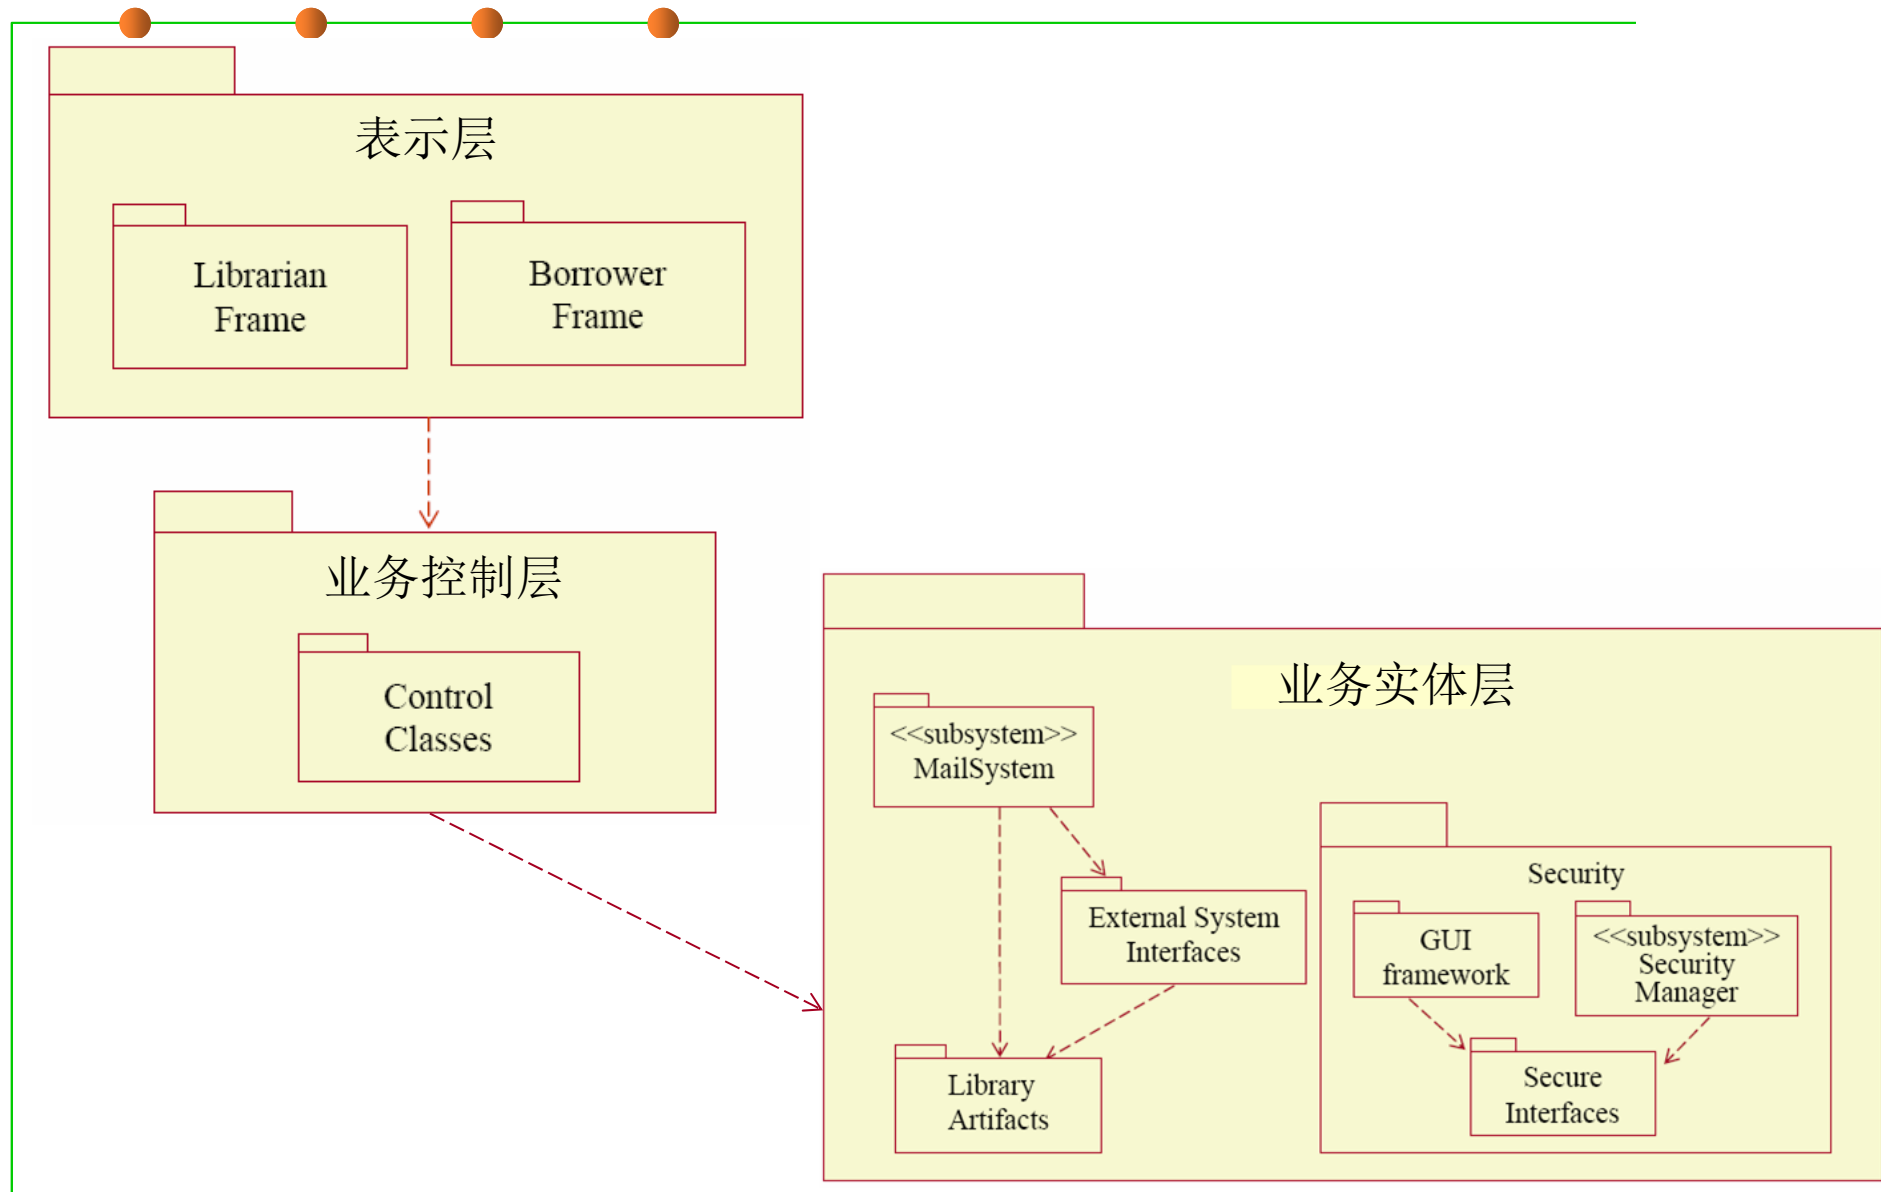 表示层
Librarian
Frame
Borrower
Frame
业务控制层
Control
Classes
业务实体层
<<subsystem>>
MailSystem
External System
Interfaces
Library
Artifacts
Security
GUI
framework
<<subsystem>>
Security
Manager
Secure
Interfaces